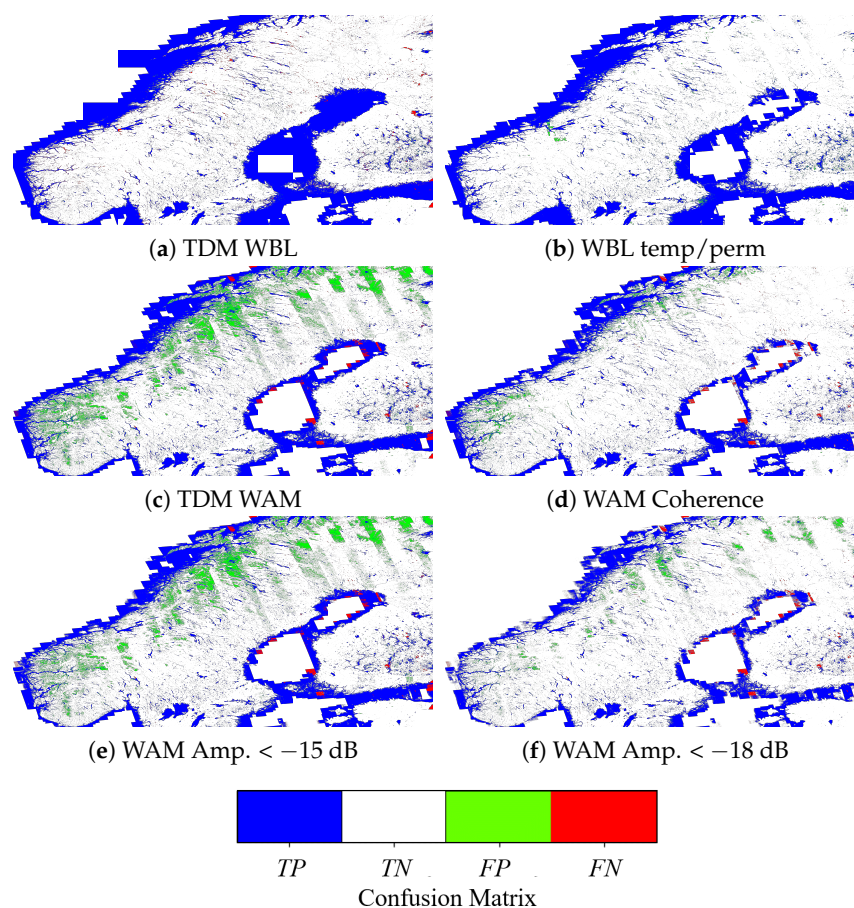 (a) TDM WBL
(b) WBL temp/perm
(c) TDM WAM
(d) WAM Coherence
(e) WAM Amp. < −15 dB
(f) WAM Amp. < −18 dB
TP TN FP FN
Confusion Matrix